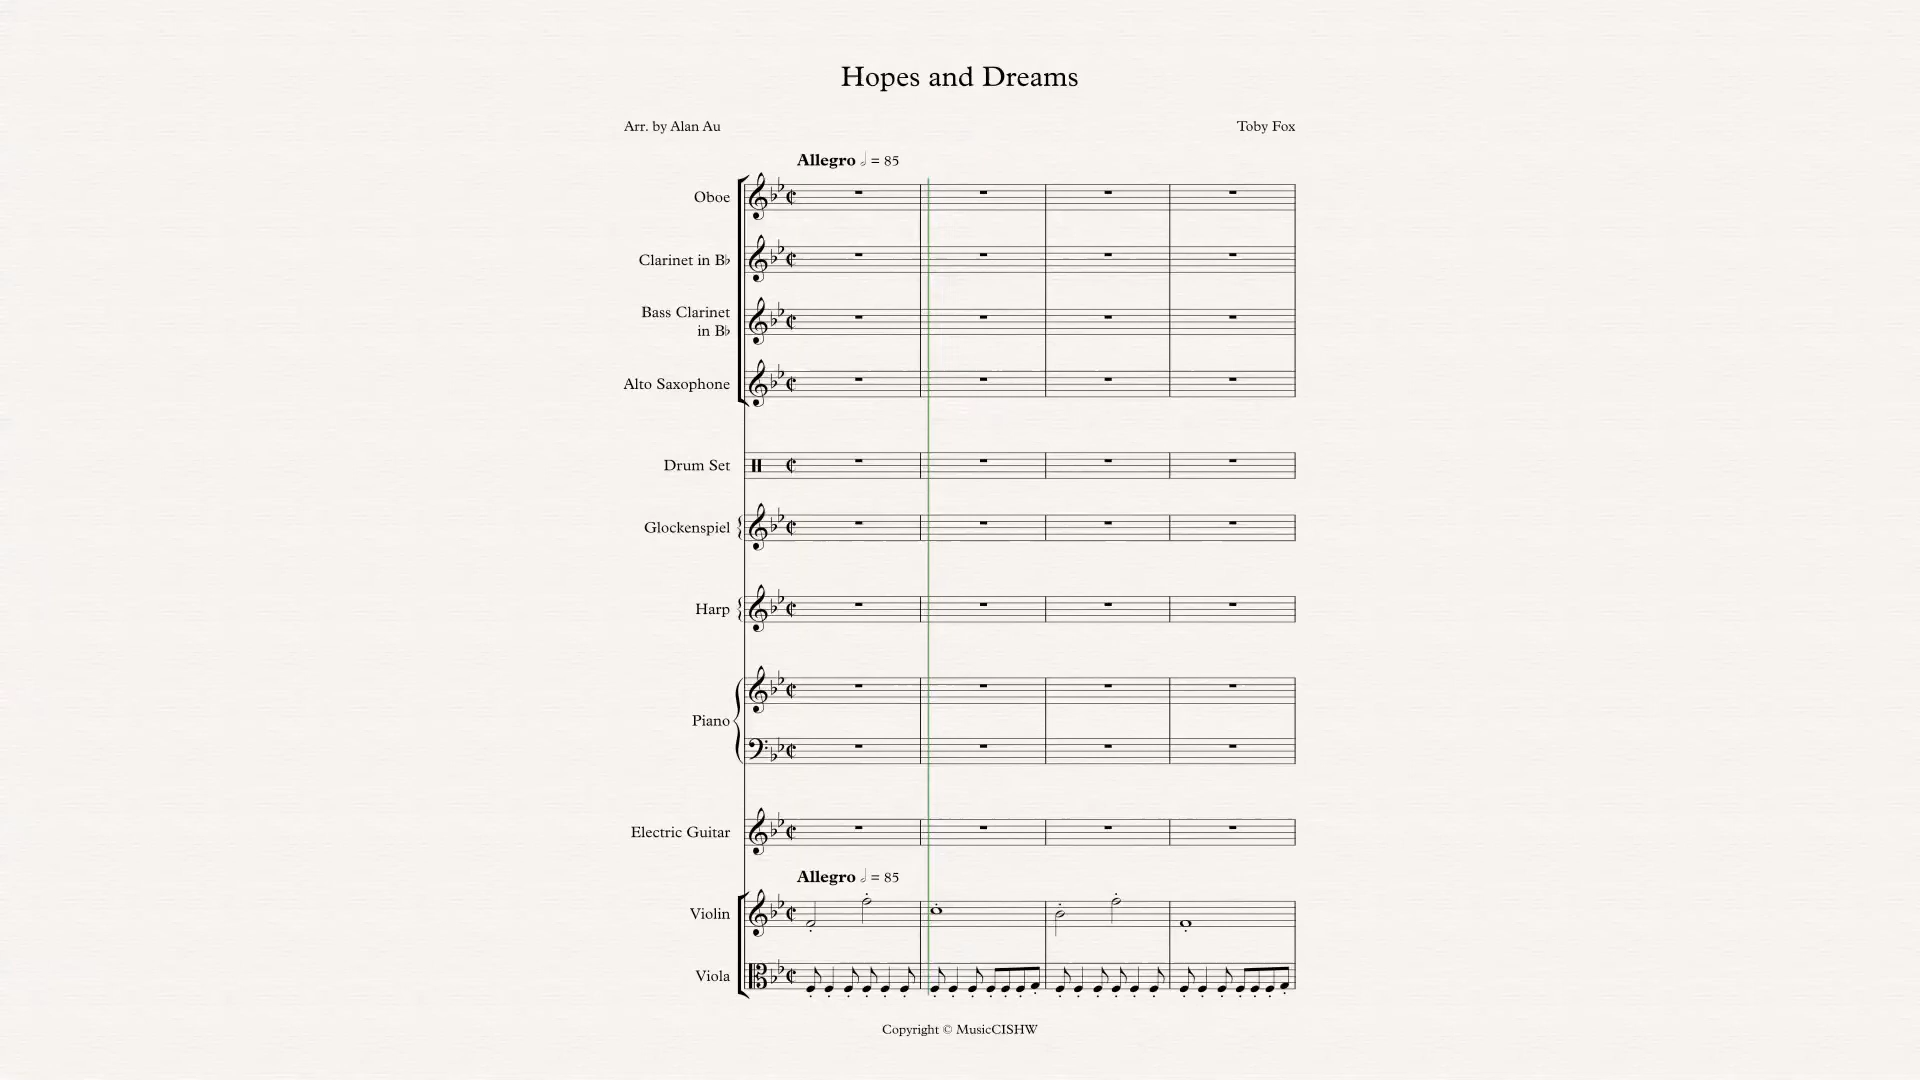 Hopes and Dreams
Arr. by Alan Au
Toby Fox
Allegro 𝅗𝅥 = 85
Oboe
Clarinet in B♭
Bass Clarinet
in B♭
Alto Saxophone
Drum Set
Glockenspiel
Harp
Piano
Electric Guitar
Allegro 𝅗𝅥 = 85
Violin
Viola
Copyright © MusicCISHW